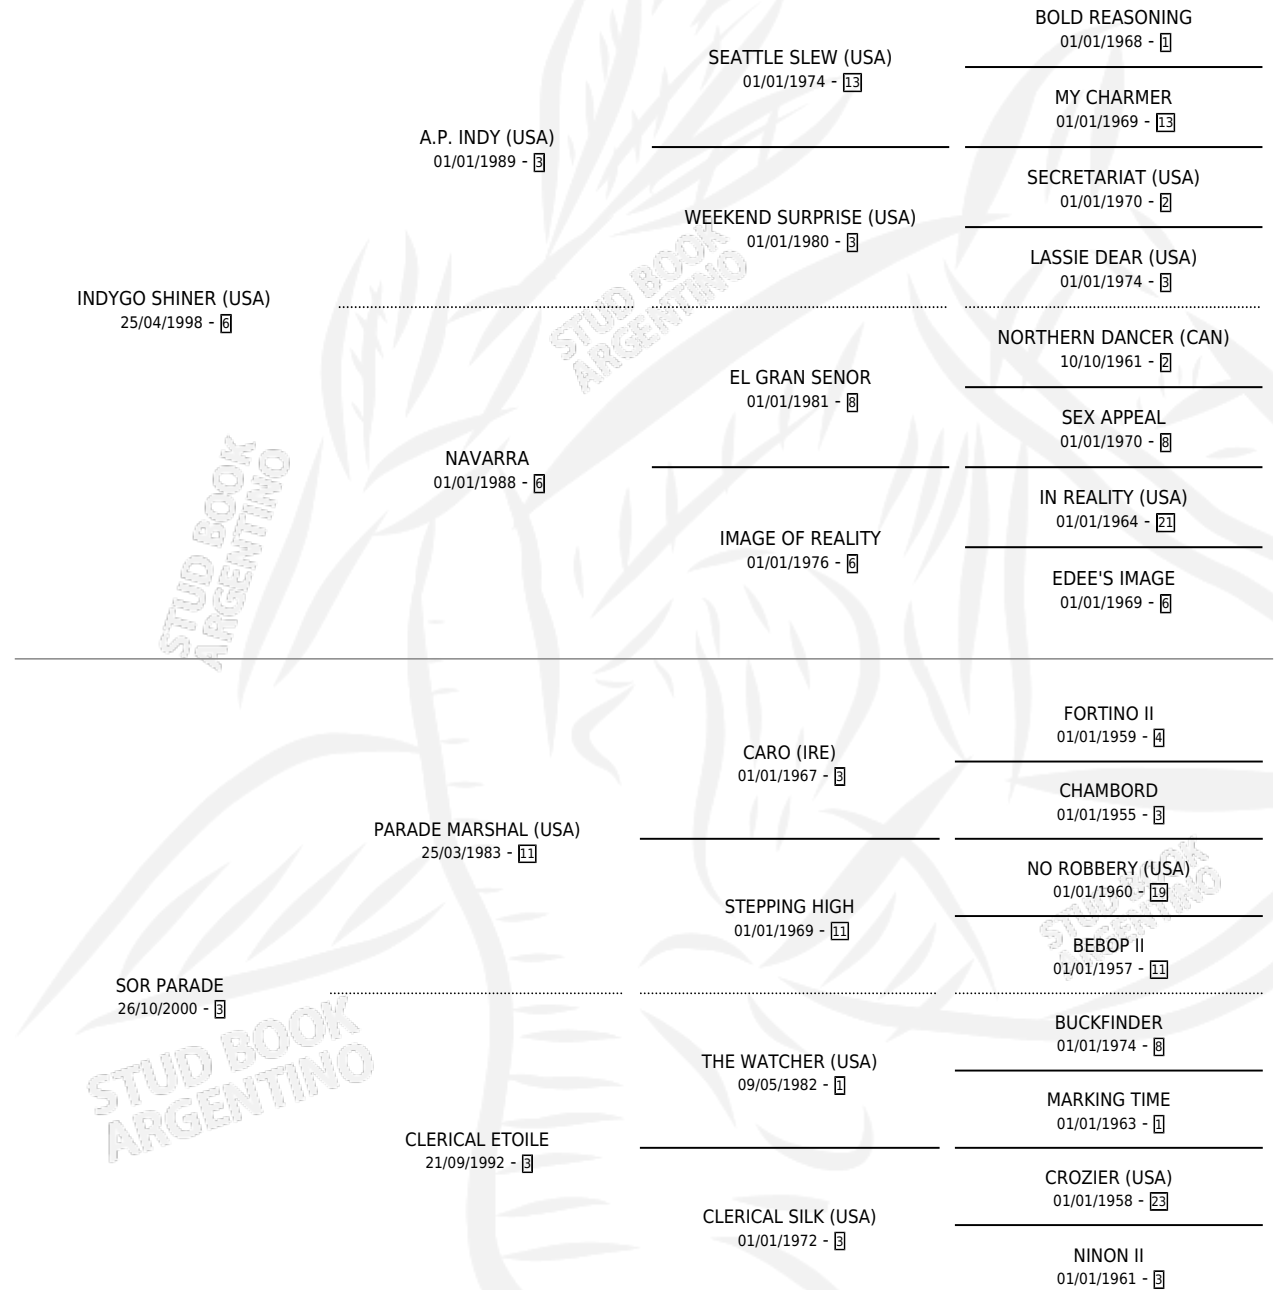 BOLD REASONING
01/01/1968 - 1
SEATTLE SLEW (USA)
01/01/1974 - 13
MY CHARMER
01/01/1969 - 13
A.P. INDY (USA)
01/01/1989 - 3
SECRETARIAT (USA)
01/01/1970 - 2
WEEKEND SURPRISE (USA)
01/01/1980 - 3
LASSIE DEAR (USA)
01/01/1974 - 3
INDYGO SHINER (USA)
25/04/1998 - 6
STUD BOOK
ARGENTINO
NORTHERN DANCER (CAN)
10/10/1961 - 2
EL GRAN SENOR
01/01/1981 - 8
SEX APPEAL
01/01/1970 - 8
NAVARRA
01/01/1988 - 6
IN REALITY (USA)
01/01/1964 - 21
IMAGE OF REALITY
01/01/1976 - 6
EDEE'S IMAGE
01/01/1969 - 6
STUD BOOK
ARGENTINO
FORTINO II
01/01/1959 - 4
CARO (IRE)
01/01/1967 - 3
CHAMBORD
01/01/1955 - 3
PARADE MARSHAL (USA)
25/03/1983 - 11
NO ROBBERY (USA)
01/01/1960 - 19
STEPPING HIGH
01/01/1969 - 11
BEBOP II
01/01/1957 - 11
STUD BOOK
ARGENTINO
SOR PARADE
26/10/2000 - 3
STUD BOOK
ARGENTINO
BUCKFINDER
01/01/1974 - 8
THE WATCHER (USA)
09/05/1982 - 1
MARKING TIME
01/01/1963 - 1
CLERICAL ETOILE
21/09/1992 - 3
CROZIER (USA)
01/01/1958 - 23
CLERICAL SILK (USA)
01/01/1972 - 3
NINON II
01/01/1961 - 3